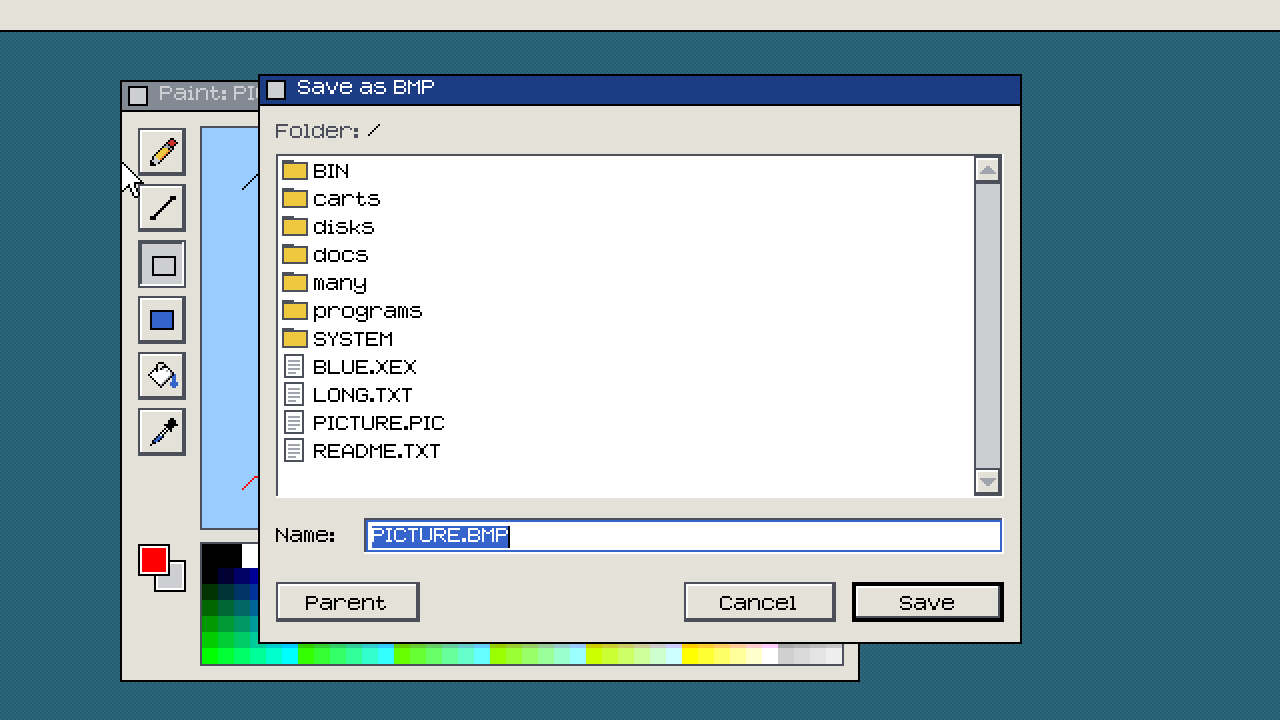 Paint: PI
Save as BMP
Folder: /
BIN
carts
disks
docs
many
programs
SYSTEM
BLUE.XEX
LONG.TXT
PICTURE.PIC
README.TXT
Name: PICTURE.BMP
Parent Cancel Save